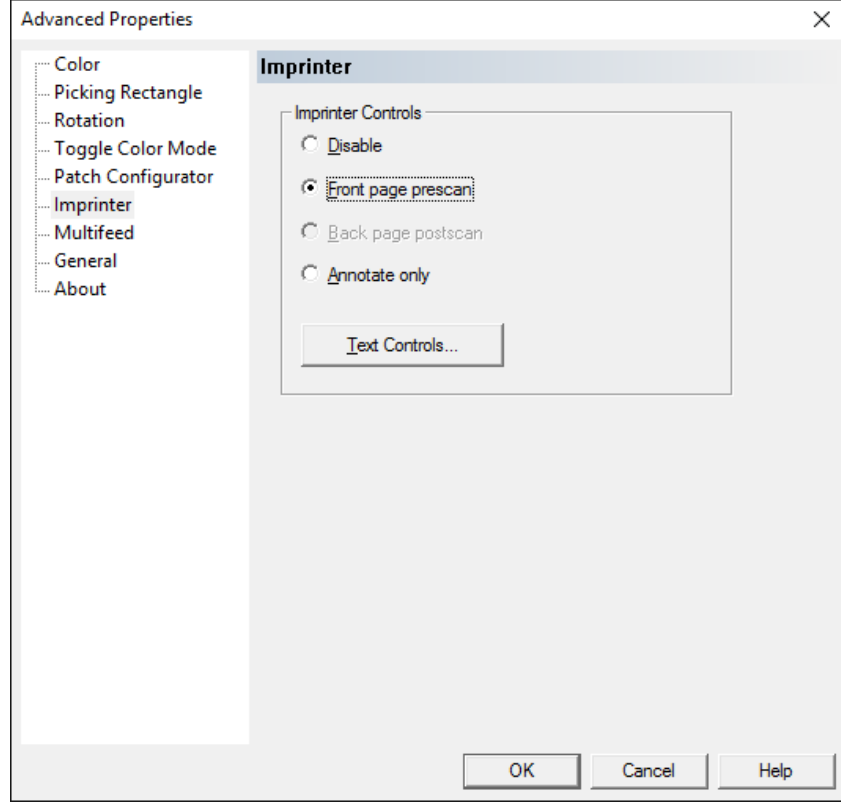 Advanced Properties
Color
Picking Rectangle
Rotation
Toggle Color Mode
Patch Configurator
Imprinter
Multifeed
General
About
Imprinter
Imprinter Controls
Disable
Front page prescan
Back page postscan
Annotate only
Text Controls...
OK Cancel Help